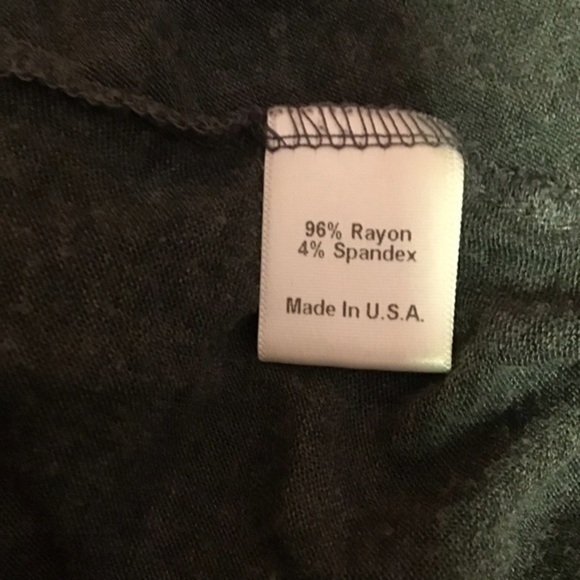 96% Rayon
4% Spandex
Made In U.S.A.